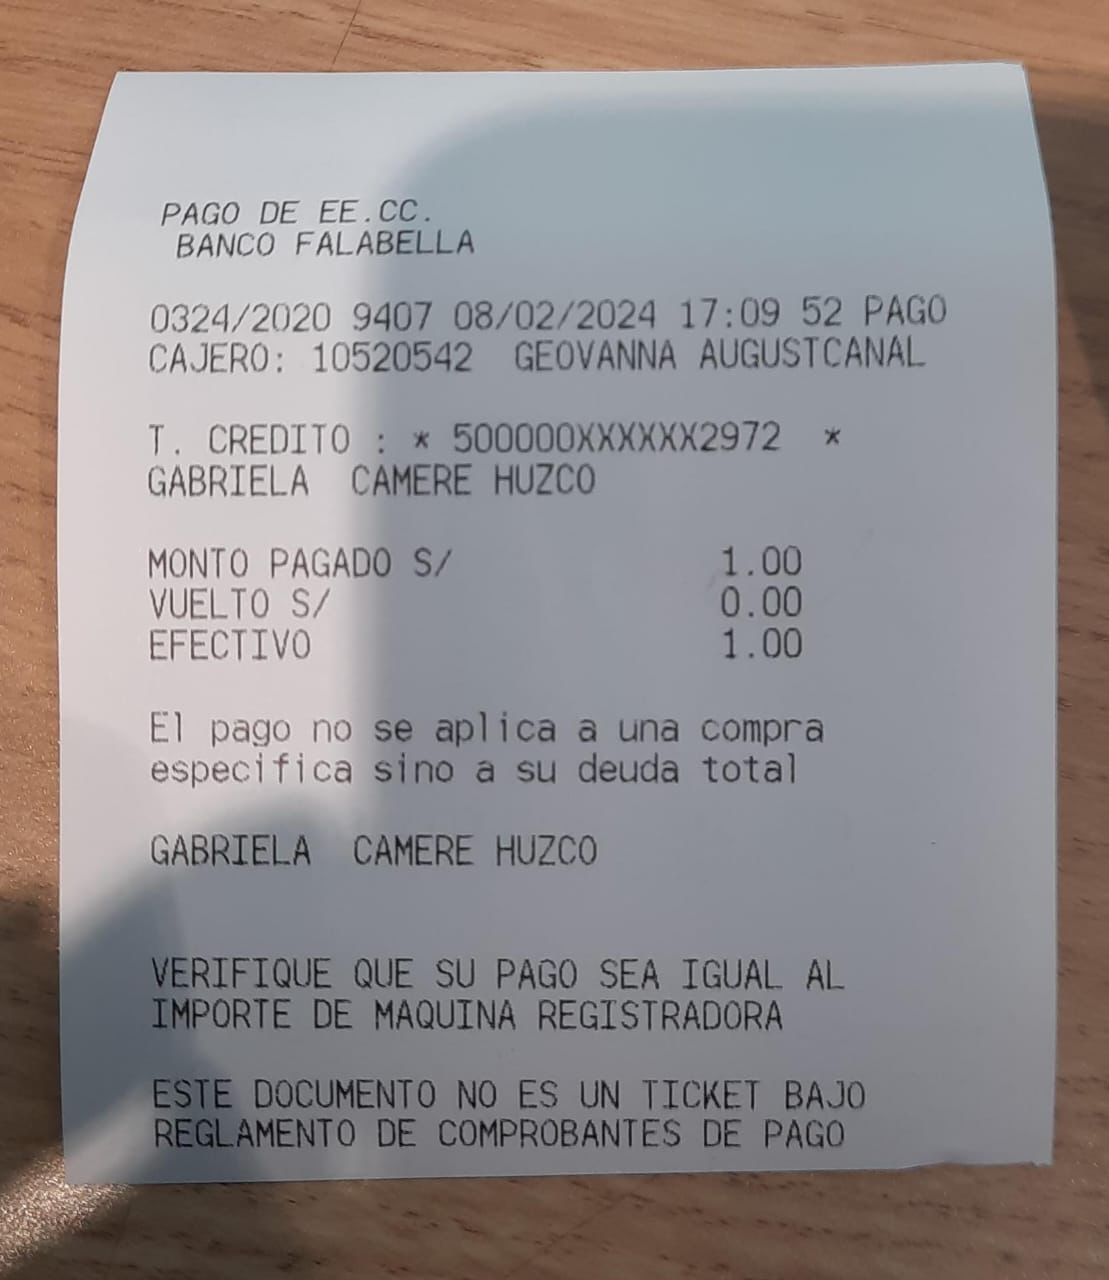 PAGO DE EE.CC.
BANCO FALABELLA
0324/2020 9407 08/02/2024 17:09 52 PAGO
CAJERO: 10520542 GEOVANNA AUGUSTCANAL
T. CREDITO : * 500000XXXXXX2972 *
GABRIELA CAMERE HUZCO
MONTO PAGADO S/ 1.00
VUELTO S/ 0.00
EFECTIVO 1.00
El pago no se aplica a una compra
especifica sino a su deuda total
GABRIELA CAMERE HUZCO
VERIFIQUE QUE SU PAGO SEA IGUAL AL
IMPORTE DE MAQUINA REGISTRADORA
ESTE DOCUMENTO NO ES UN TICKET BAJO
REGLAMENTO DE COMPROBANTES DE PAGO